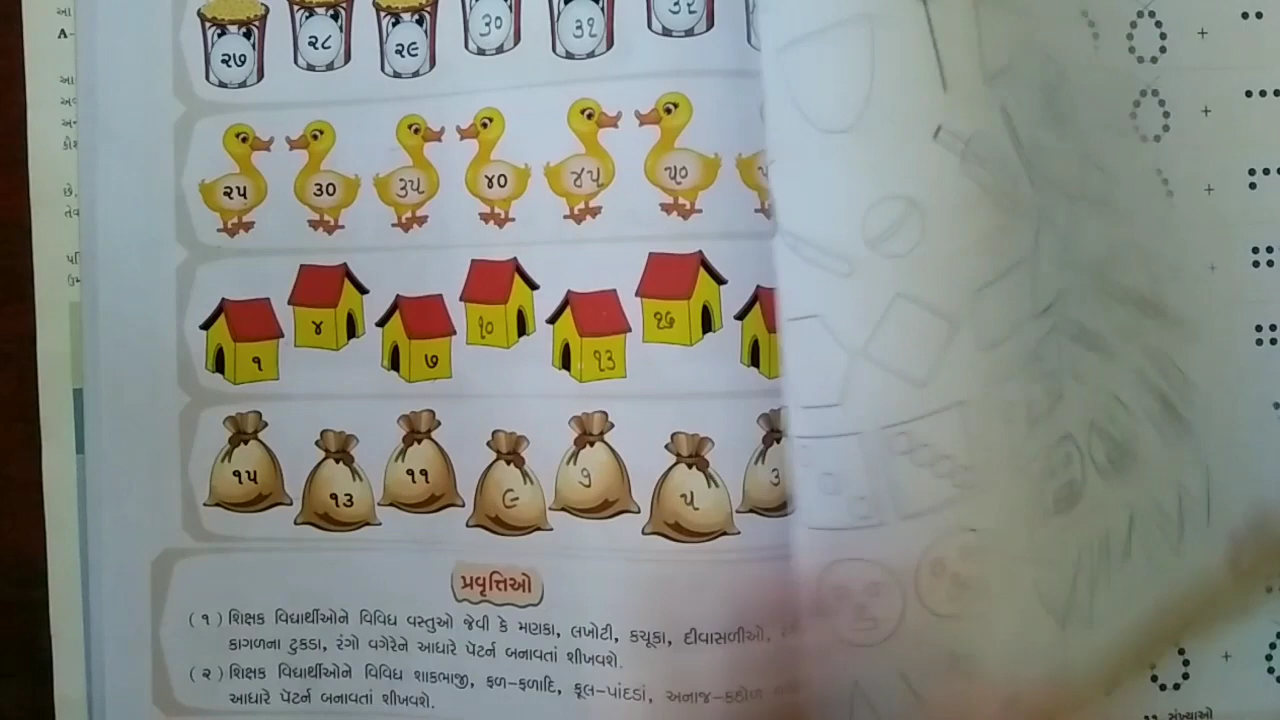 ૨૭ ૨૮ ૨૯ ૩૦ ૩૧ ૩૨
૨૫ ૩૦ ૩૫ ૪૦ ૪૫ ૫૦
૧ ૪ ૭ ૧૦ ૧૩ ૧૬
૧૫ ૧૩ ૧૧ ૯ ૭ ૫ ૩
પ્રવૃત્તિઓ
(૧) શિક્ષક વિદ્યાર્થીઓને વિવિધ વસ્તુઓ જેવી કે મણકા, લખોટી, કચૂકા, દીવાસળીઓ,
કાગળના ટુકડા, રંગો વગેરેને આધારે પૅટર્ન બનાવતાં શીખવશે.
(૨) શિક્ષક વિદ્યાર્થીઓને વિવિધ શાકભાજી, ફળ-ફળાદિ, ફૂલ-પાંદડાં, અનાજ-કઠોળ
આધારે પૅટર્ન બનાવતાં શીખવશે.
સંખ્યાઓ